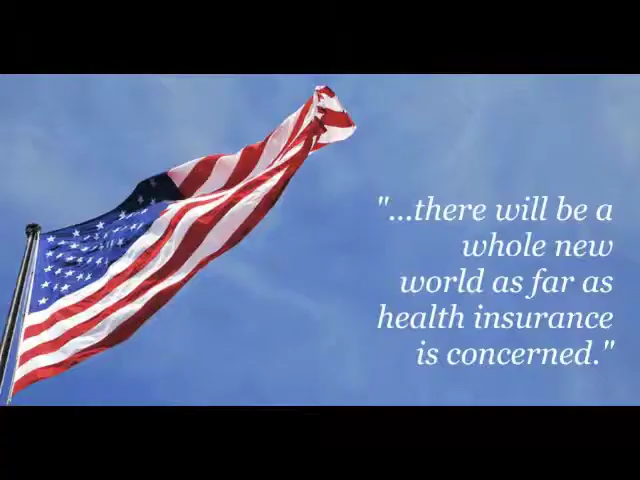 "...there will be a
whole new
world as far as
health insurance
is concerned."